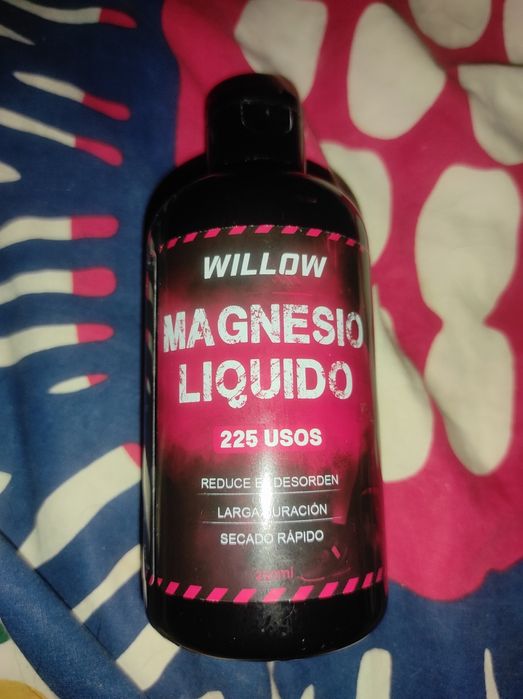 WILLOW
MAGNESIO
LIQUIDO
225 USOS
REDUCE EL DESORDEN
LARGA DURACIÓN
SECADO RÁPIDO